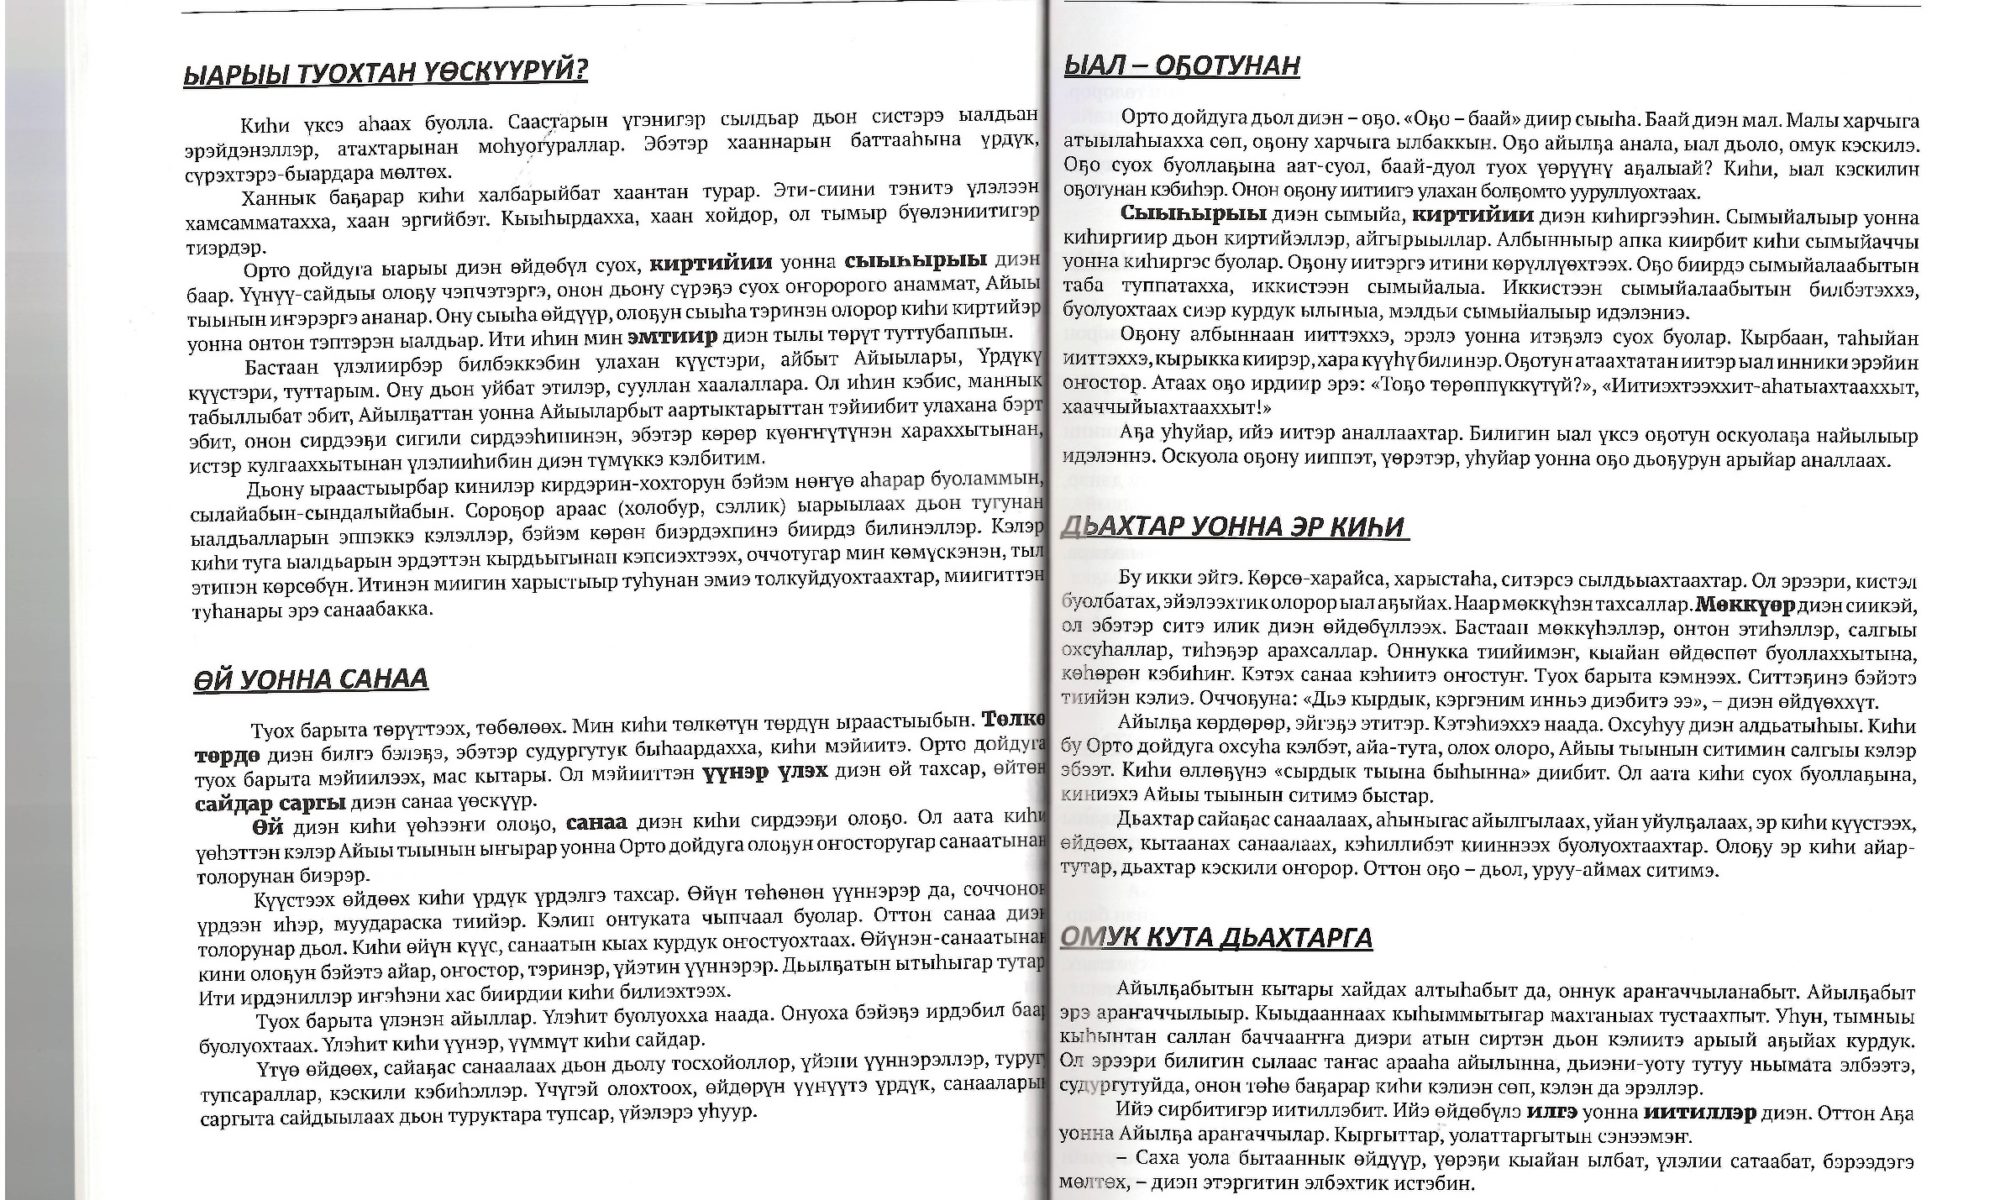 ЫАРЫЫ ТУОХТАН ҮӨСКҮҮРҮЙ?
Киһи үксэ аһаах буолла. Саастарын үгэнигэр сылдьар дьон систэрэ ыалдьан
эрэйдэнэллэр, атахтарынан моһуогураллар. Эбэтэр хааннарын баттааһына үрдүк,
сүрэхтэрэ-быардара мөлтөх.
Ханнык баҕарар киһи халбарыйбат хаантан турар. Эти-сиини тэнитэ үлэлээн
хамсамматахха, хаан эргийбэт. Кыыһырдахха, хаан хойдор, ол тымыр бүөлэниитигэр
тиэрдэр.
Орто дойдуга ыарыы диэн өйдөбүл суох, киртийии уонна сыыһырыы диэн
баар. Үүнүү-сайдыы олоҕу чэпчэтэргэ, онон дьону сүрэҕэ суох оҥоророго анаммат, Айыы
тыынын иҥэрэргэ ананар. Ону сыыһа өйдүүр, олоҕун сыыһа тэринэн олорор киһи киртийэр
уонна онтон тэптэрэн ыалдьар. Ити иһин мин эмтиир диэн тылы төрүт туттубаппын.
Бастаан үлэлиирбэр билбэккэбин улахан күүстэри, айбыт Айыылары, Үрдүкү
күүстэри, туттарым. Ону дьон уйбат этилэр, сууллан хаалаллара. Ол иһин кэбис, маннык
табыллыбат эбит, Айылҕаттан уонна Айыыларбыт аартыктарыттан тэйиибит улахана бэрт
эбит, онон сирдээҕи сигили сирдээһининэн, эбэтэр көрөр күөҥҥүтүнэн хараххытынан,
истэр кулгааххытынан үлэлииһибин диэн түмүккэ кэлбитим.
Дьону ыраастыырбар кинилэр кирдэрин-хохторун бэйэм нөҥүө аһарар буоламмын,
сылайабын-сындалыйабын. Сороҕор араас (холобур, сэллик) ыарыылаах дьон тугунан
ыалдьалларын эппэккэ кэлэллэр, бэйэм көрөн биэрдэхпинэ биирдэ билинэллэр. Кэлэр
киһи туга ыалдьарын эрдэттэн кырдьыгынан кэпсиэхтээх, оччотугар мин көмүскэнэн, тыл
этинэн көрсөбүн. Итинэн миигин харыстыыр туһунан эмиэ толкуйдуохтаахтар, миигиттэн
туһанары эрэ санаабакка.
ӨЙ УОННА САНАА
Туох барыта төрүттээх, төбөлөөх. Мин киһи төлкөтүн төрдүн ыраастыыбын. Төлкө
төрдө диэн билгэ бэлэҕэ, эбэтэр судургутук быһаардахха, киһи мэйиитэ. Орто дойдуга
туох барыта мэйиилээх, мас кытары. Ол мэйииттэн үүнэр үлэх диэн өй тахсар, өйтөн
сайдар саргы диэн санаа үөскүүр.
Өй диэн киһи үөһээҥи олоҕо, санаа диэн киһи сирдээҕи олоҕо. Ол аата киһи
үөһэттэн кэлэр Айыы тыынын ыҥырар уонна Орто дойдуга олоҕун оҥосторугар санаатынан
толорунан биэрэр.
Күүстээх өйдөөх киһи үрдүк үрдэлгэ тахсар. Өйүн төһөнөн үүннэрэр да, соччонон
үрдээн иһэр, муудараска тиийэр. Кэлин онтуката чыпчаал буолар. Оттон санаа диэн
толорунар дьол. Киһи өйүн күүс, санаатын кыах курдук оҥостуохтаах. Өйүнэн-санаатынан
кини олоҕун бэйэтэ айар, оҥостор, тэринэр, үйэтин үүннэрэр. Дьылҕатын ытыһыгар тутар
Ити ирдэниллэр иҥэһэни хас биирдии киһи билиэхтээх.
Туох барыта үлэнэн айыллар. Үлэһит буолуохха наада. Онуоха бэйэҕэ ирдэбил баар
буолуохтаах. Үлэһит киһи үүнэр, үүммүт киһи сайдар.
Үтүө өйдөөх, сайаҕас санаалаах дьон дьолу тосхойоллор, үйэни үүннэрэллэр, туругу
тупсараллар, кэскили кэбиһэллэр. Үчүгэй олохтоох, өйдөрүн үүнүүтэ үрдүк, санаалары
саргыта сайдыылаах дьон туруктара тупсар, үйэлэрэ уһуур.
ЫАЛ – ОҔОТУНАН
Орто дойдуга дьол диэн – оҕо. «Оҕо – баай» диир сыыһа. Баай диэн мал. Малы харчыга
атыылаһыахха сөп, оҕону харчыга ылбаккын. Оҕо айылҕа анала, ыал дьоло, омук кэскилэ.
Оҕо суох буоллаҕына аат-суол, баай-дуол туох үөрүүнү аҕалыай? Киһи, ыал кэскилин
оҕотунан кэбиһэр. Онон оҕону иитиигэ улахан болҕомто ууруллуохтаах.
Сыыһырыы диэн сымыйа, киртийии диэн киһиргээһин. Сымыйалыыр уонна
киһиргиир дьон киртийэллэр, айгырыыллар. Албынныыр апка киирбит киһи сымыйаччы
уонна киһиргэс буолар. Оҕону иитэргэ итини көрүллүөхтээх. Оҕо биирдэ сымыйалаабытын
таба туппатахха, иккистээн сымыйалыа. Иккистээн сымыйалаабытын билбэтэххэ,
буолуохтаах сиэр курдук ылыныа, мэлдьи сымыйалыыр идэлэниэ.
Оҕону албыннаан ииттэххэ, эрэлэ уонна итэҕэлэ суох буолар. Кырбаан, таһыйан
ииттэххэ, кырыкка киирэр, хара күүһү билинэр. Оҕотун атаахтатан иитэр ыал инники эрэйин
оҥостор. Атаах оҕо ирдиир эрэ: «Тоҕо төрөппүккүтүй?», «Иитиэхтээххит-аһатыахтааххыт,
хааччыйыахтааххыт!»
Аҕа уһуйар, ийэ иитэр аналлаахтар. Билигин ыал үксэ оҕотун оскуолаҕа найылыыр
идэлэннэ. Оскуола оҕону ииппэт, үөрэтэр, уһуйар уонна оҕо дьоҕурун арыйар аналлаах.
ДЬАХТАР УОННА ЭР КИҺИ
Бу икки эйгэ. Көрсө-харайса, харыстаһа, ситэрсэ сылдьыахтаахтар. Ол эрээри, кистэл
буолбатах, эйэлээхтик олорор ыал аҕыйах. Наар мөккүһэн тахсаллар. Мөккүөр диэн сиикэй,
ол эбэтэр ситэ илик диэн өйдөбүллээх. Бастаан мөккүһэллэр, онтон этиһэллэр, салгыы
охсуһаллар, тиһэҕэр арахсаллар. Оннукка тиийимэҥ, кыайан өйдөспөт буоллаххытына,
көһөрөн кэбиһиҥ. Кэтэх санаа кэһиитэ оҥостуҥ. Туох барыта кэмнээх. Ситтэҕинэ бэйэтэ
тиийэн кэлиэ. Оччоҕуна: «Дьэ кырдык, кэргэним инньэ диэбитэ ээ», – диэн өйдүөххүт.
Айылҕа көрдөрөр, эйгэҕэ этитэр. Кэтэһиэххэ наада. Охсуһуу диэн алдьатыһыы. Киһи
бу Орто дойдуга охсуһа кэлбэт, айа-тута, олох олоро, Айыы тыынын ситимин салгыы кэлэр
эбээт. Киһи өллөҕүнэ «сырдык тыына быһынна» диибит. Ол аата киһи суох буоллаҕына,
киниэхэ Айыы тыынын ситимэ быстар.
Дьахтар сайаҕас санаалаах, аһыныгас айылгылаах, уйан уйулҕалаах, эр киһи күүстээх,
өйдөөх, кытаанах санаалаах, кэһиллибэт кииннээх буолуохтаахтар. Олоҕу эр киһи айар-
тутар, дьахтар кэскили оҥорор. Оттон оҕо – дьол, уруу-аймах ситимэ.
ОМУК КУТА ДЬАХТАРГА
Айылҕабытын кытары хайдах алтыһабыт да, оннук араҥаччыланабыт. Айылҕабыт
эрэ араҥаччылыыр. Кыыдааннаах кыһыммытыгар махтаныах тустаахпыт. Уһун, тымныы
кыһынтан саллан баччааҥҥа диэри атын сиртэн дьон кэлиитэ арыый аҕыйах курдук.
Ол эрээри билигин сылаас таҥас арааһа айылынна, дьиэни-уоту тутуу ньымата элбээтэ,
судургутуйда, онон төһө баҕарар киһи кэлиэн сөп, кэлэн да эрэллэр.
Ийэ сирбитигэр иитиллэбит. Ийэ өйдөбүлэ илгэ уонна иитиллэр диэн. Оттон Аҕа
уонна Айылҕа араҥаччылар. Кыргыттар, уолаттаргытын сэнээмэҥ.
– Саха уола бытааннык өйдүүр, үөрэҕи кыайан ылбат, үлэлии сатаабат, бэрээдэгэ
мөлтөх, – диэн этэргитин элбэхтик истэбин.